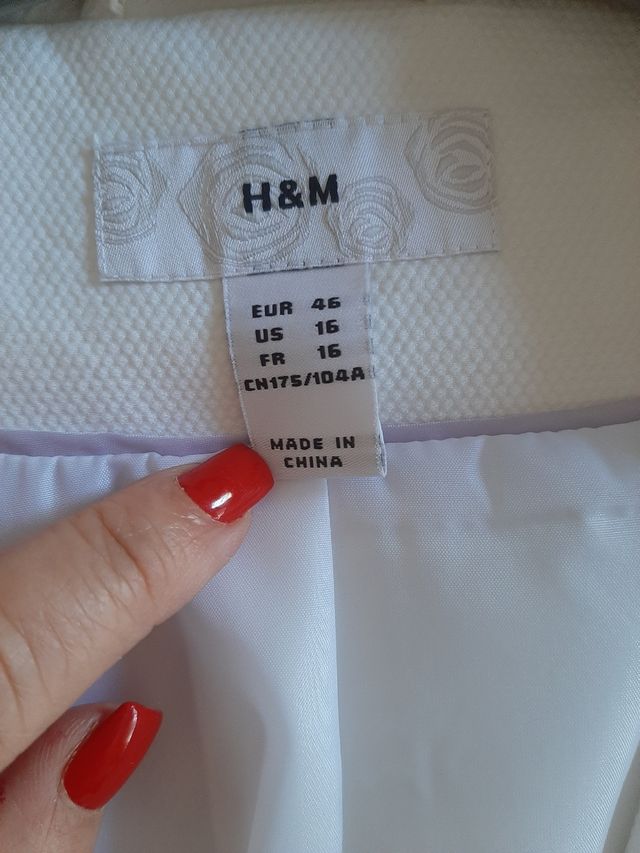 H&M
EUR 46
US 16
FR 16
CN175/104A
MADE IN
CHINA